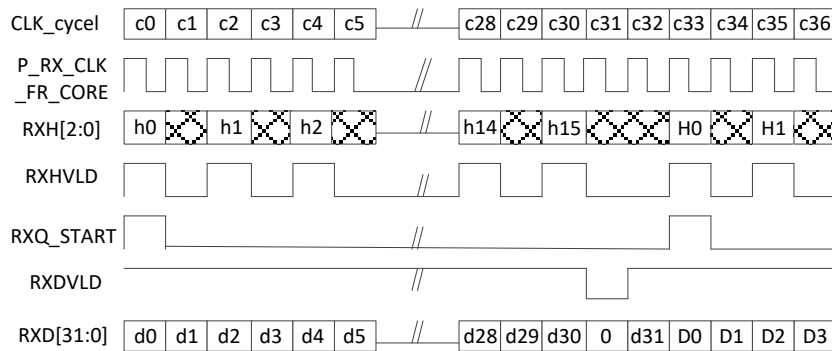 CLK_cycel c0 c1 c2 c3 c4 c5 // c28 c29 c30 c31 c32 c33 c34 c35 c36
P_RX_CLK
_FR_CORE //
RXH[2:0] h0 h1 h2 // h14 h15 H0 H1
RXHVLD //
RXQ_START //
RXDVLD //
RXD[31:0] d0 d1 d2 d3 d4 d5 // d28 d29 d30 0 d31 D0 D1 D2 D3